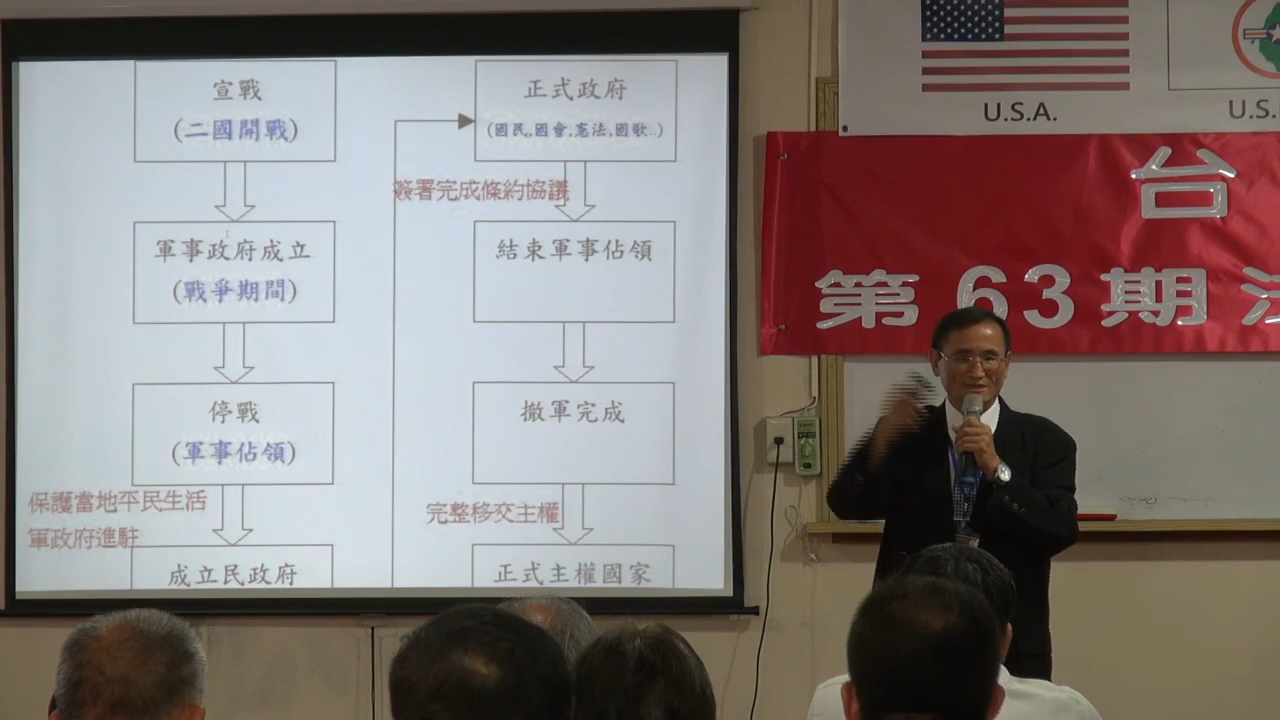 宣戰
(二國開戰)
軍事政府成立
(戰爭期間)
停戰
(軍事佔領)
保護當地平民生活
軍政府進駐
成立民政府
正式政府
(國民,國會,憲法,國歌..)
簽署完成條約協議
結束軍事佔領
撤軍完成
完整移交主權
正式主權國家
U.S.A.
U.S.
台
第63期